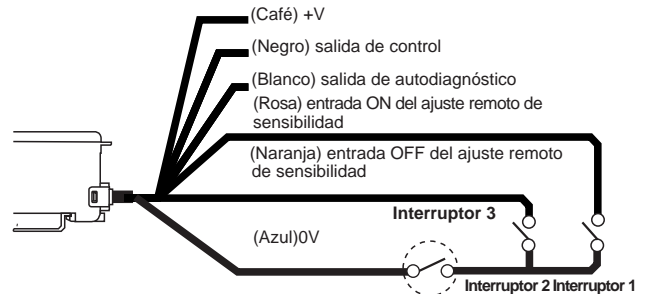 (Café) +V
(Negro) salida de control
(Blanco) salida de autodiagnóstico
(Rosa) entrada ON del ajuste remoto de
sensibilidad
(Naranja) entrada OFF del ajuste remoto
de sensibilidad
Interruptor 3
(Azul)0V
Interruptor 2 Interruptor 1